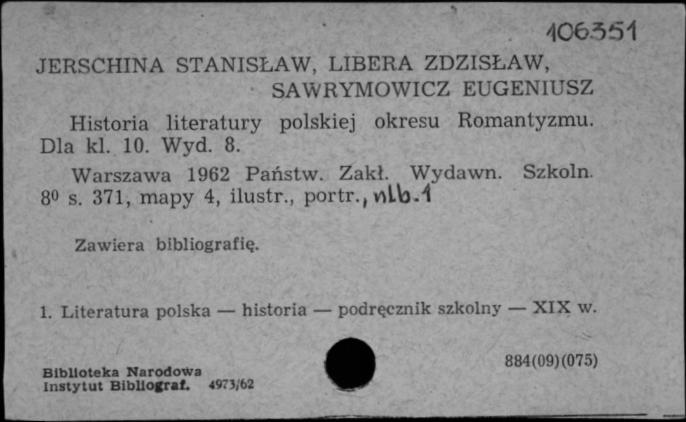 106351
JERSCHINA STANISŁAW, LIBERA ZDZISŁAW,
SAWRYMOWICZ EUGENIUSZ
Historia literatury polskiej okresu Romantyzmu.
Dla kl. 10. Wyd. 8.
Warszawa 1962 Państw. Zakł. Wydawn. Szkoln.
8⁰ s. 371, mapy 4, ilustr., portr., nlb.1
Zawiera bibliografię.
1. Literatura polska — historia — podręcznik szkolny — XIX w.
884(09)(075)
Biblioteka Narodowa
Instytut Bibliograf. 4973/62